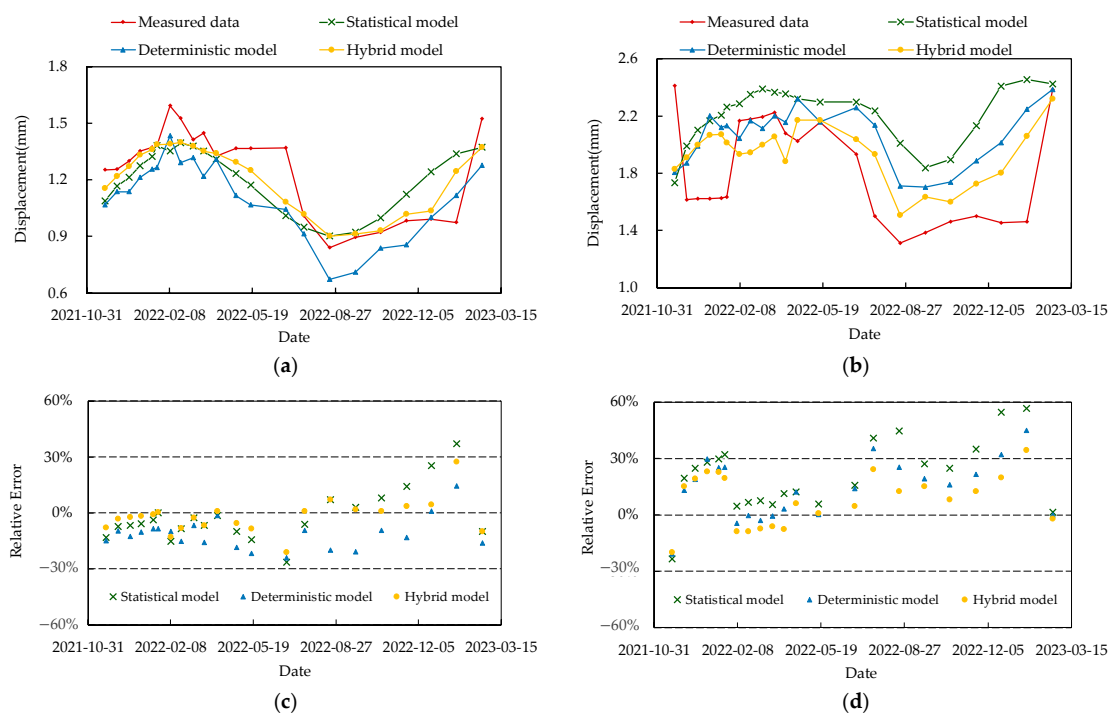 Measured data Statistical model
Deterministic model Hybrid model
1.8
1.5
1.2
0.9
0.6
Displacement(mm)
2021-10-31 2022-02-08 2022-05-19 2022-08-27 2022-12-05 2023-03-15
Date
(a)
Measured data Statistical model
Deterministic model Hybrid model
2.6
2.2
1.8
1.4
1.0
Displacement(mm)
2021-10-31 2022-02-08 2022-05-19 2022-08-27 2022-12-05 2023-03-15
Date
(b)
60%
30%
0%
−30%
−60%
Relative Error
Statistical model Deterministic model Hybrid model
2021-10-31 2022-02-08 2022-05-19 2022-08-27 2022-12-05 2023-03-15
Date
(c)
60%
30%
0%
−30%
−60%
Relative Error
Statistical model Deterministic model Hybrid model
2021-10-31 2022-02-08 2022-05-19 2022-08-27 2022-12-05 2023-03-15
Date
(d)